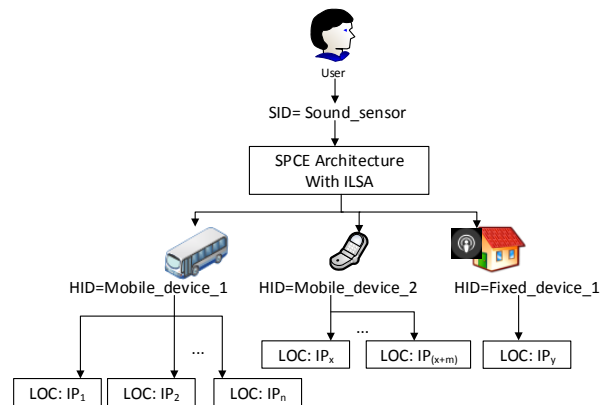 User
SID= Sound_sensor
SPCE Architecture
With ILSA
HID=Mobile_device_1
HID=Mobile_device_2
HID=Fixed_device_1
...
...
LOC: IPx
LOC: IP(x+m)
LOC: IPy
LOC: IP1
LOC: IP2
LOC: IPn